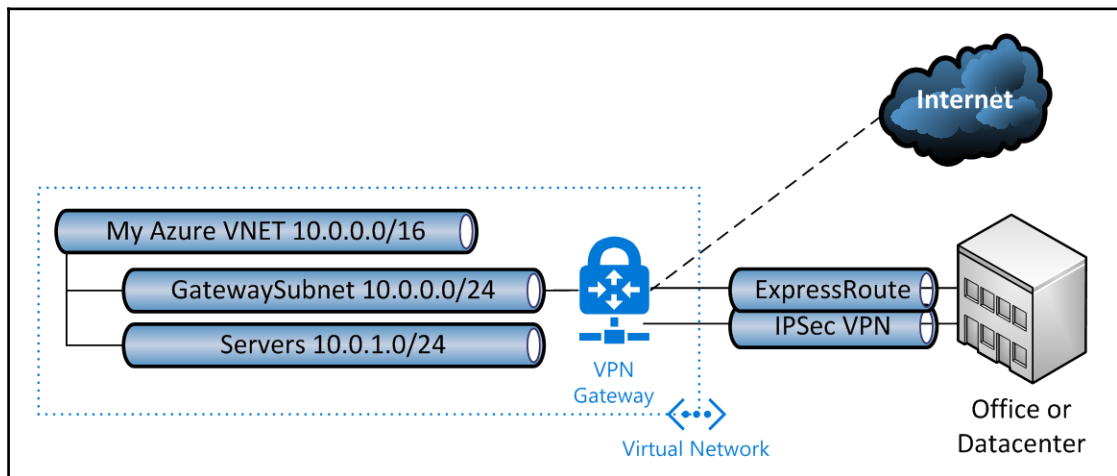 Internet
My Azure VNET 10.0.0.0/16
GatewaySubnet 10.0.0.0/24
ExpressRoute
Servers 10.0.1.0/24
IPSec VPN
VPN
Gateway
Virtual Network
Office or
Datacenter